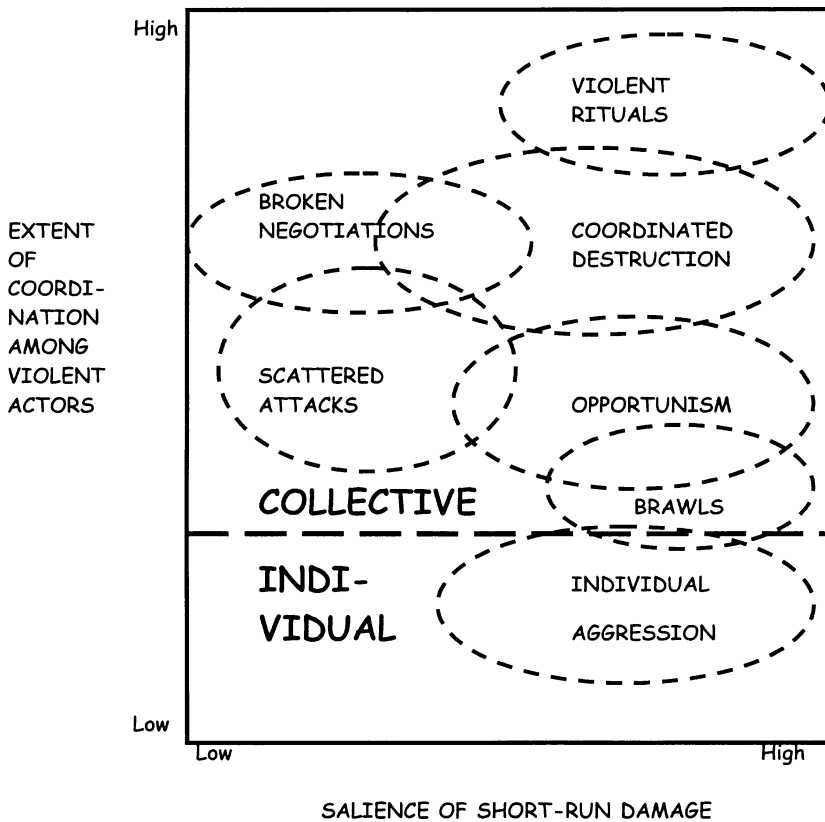 High
VIOLENT
RITUALS
BROKEN
NEGOTIATIONS
EXTENT
OF
COORDI-
NATION
AMONG
VIOLENT
ACTORS
COORDINATED
DESTRUCTION
SCATTERED
ATTACKS
OPPORTUNISM
COLLECTIVE
BRAWLS
INDI-
VIDUAL
INDIVIDUAL
AGGRESSION
Low
Low
High
SALIENCE OF SHORT-RUN DAMAGE